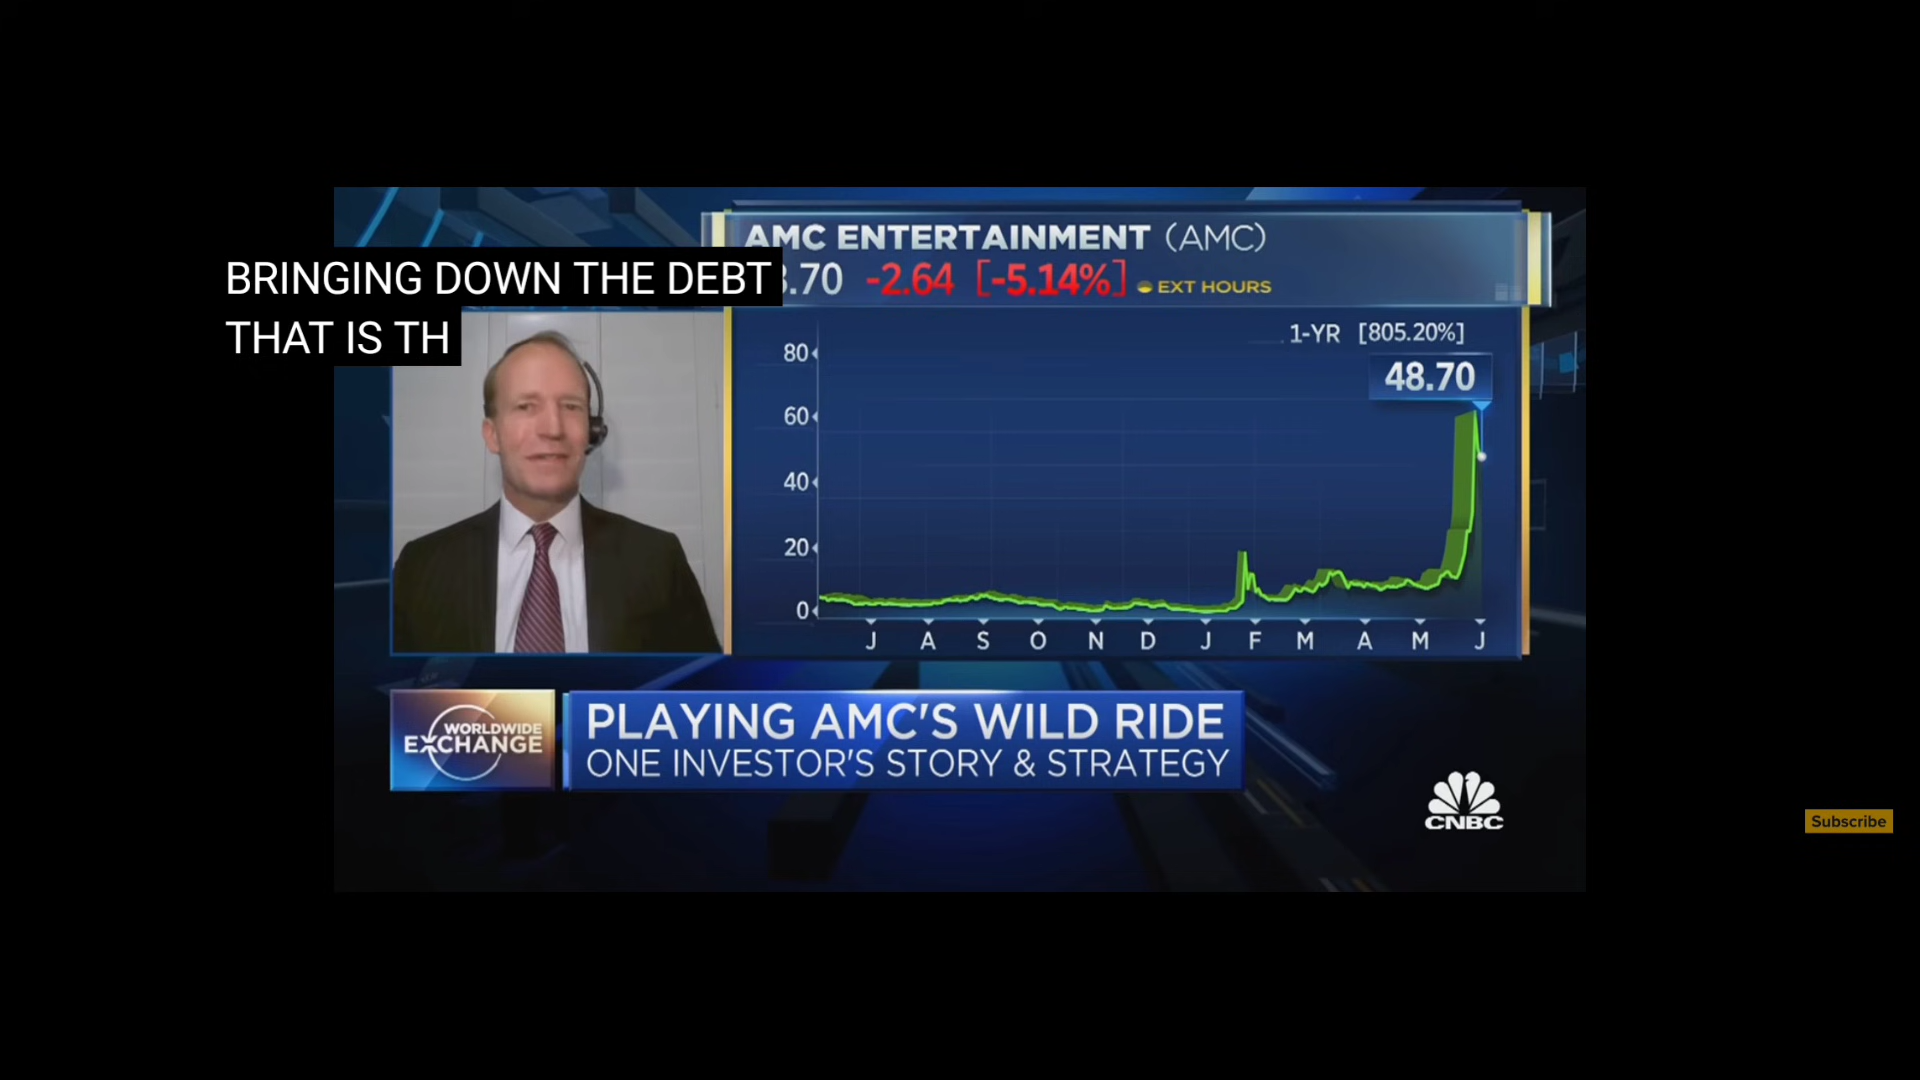 AMC ENTERTAINMENT (AMC)
BRINGING DOWN THE DEBT
.70 -2.64 [-5.14%] EXT HOURS
THAT IS TH
1-YR [805.20%]
48.70
80
60
40
20
0
J A S O N D J F M A M J
WORLDWIDE
EXCHANGE
PLAYING AMC'S WILD RIDE
ONE INVESTOR'S STORY & STRATEGY
CNBC
Subscribe